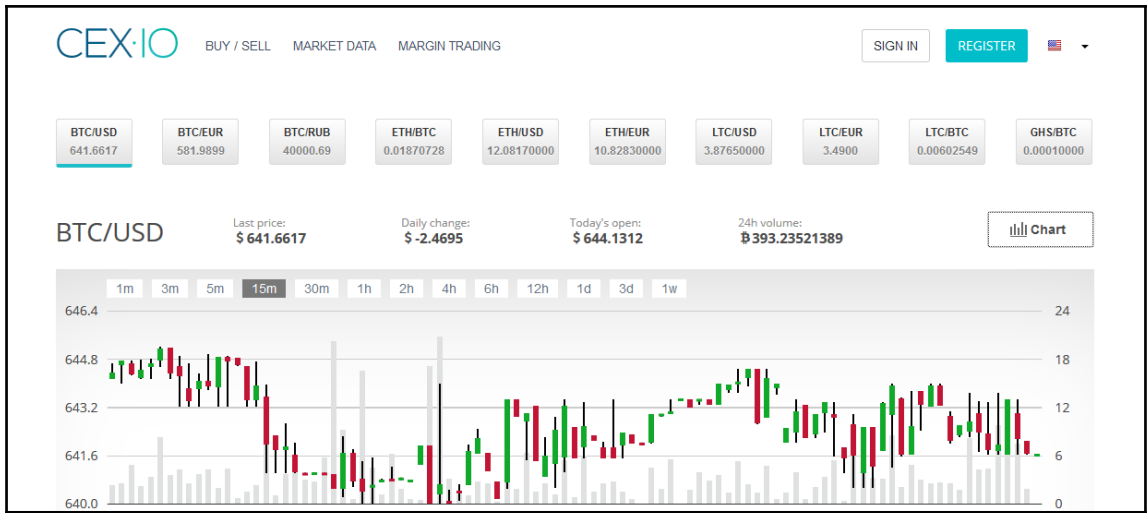 CEX·IO BUY / SELL MARKET DATA MARGIN TRADING SIGN IN REGISTER
BTC/USD BTC/EUR BTC/RUB ETH/BTC ETH/USD ETH/EUR LTC/USD LTC/EUR LTC/BTC GHS/BTC
641.6617 581.9899 40000.69 0.01870728 12.08170000 10.82830000 3.87650000 3.4900 0.00602549 0.00010000
Last price: Daily change: Today's open: 24h volume:
BTC/USD $ 641.6617 $ -2.4695 $ 644.1312 ₿ 393.23521389 Chart
1m 3m 5m 15m 30m 1h 2h 4h 6h 12h 1d 3d 1w
646.4 24
644.8 18
643.2 12
641.6 6
640.0 0